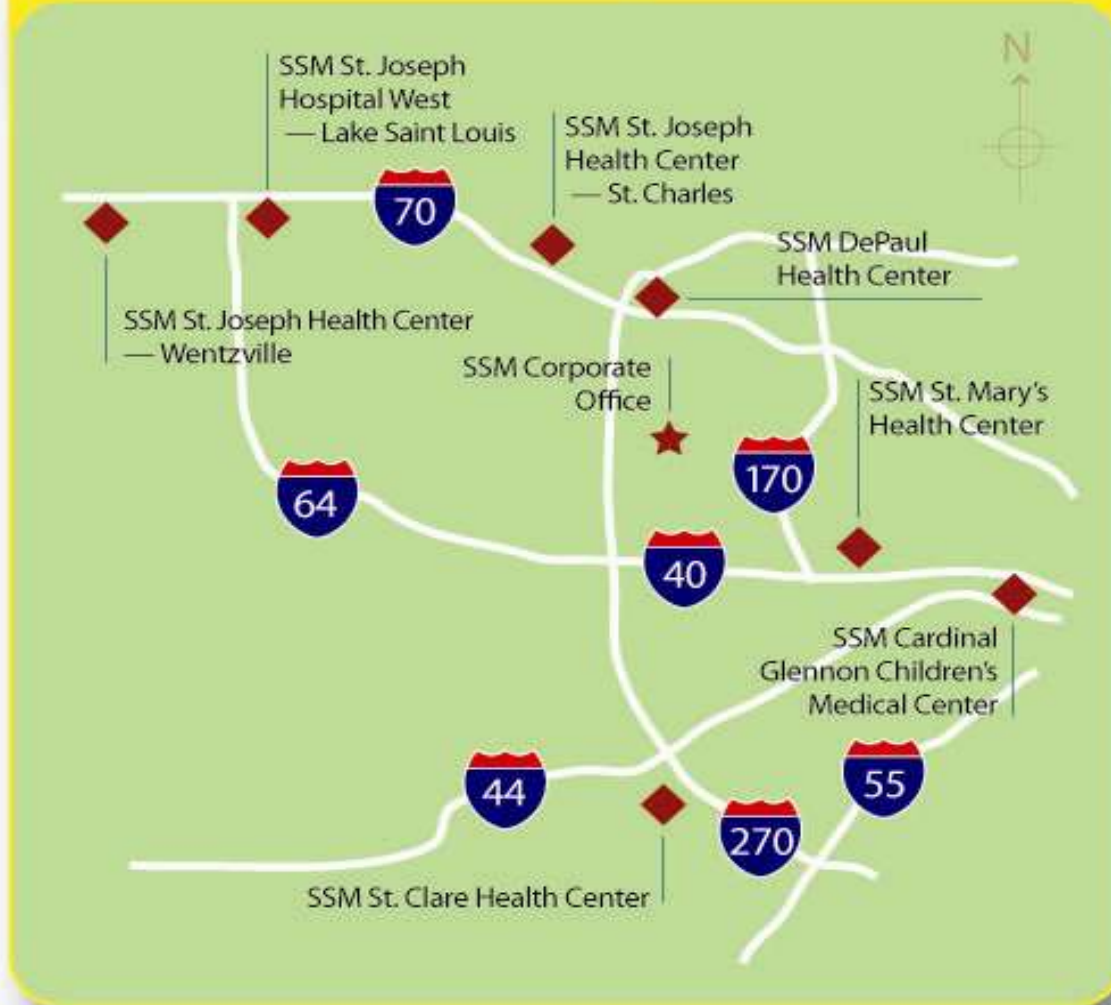 N
SSM St. Joseph
Hospital West
— Lake Saint Louis
SSM St. Joseph
Health Center
— St. Charles
70
SSM DePaul
Health Center
SSM St. Joseph Health Center
— Wentzville
SSM Corporate
Office
SSM St. Mary's
Health Center
64
170
40
SSM Cardinal
Glennon Children's
Medical Center
44
55
270
SSM St. Clare Health Center